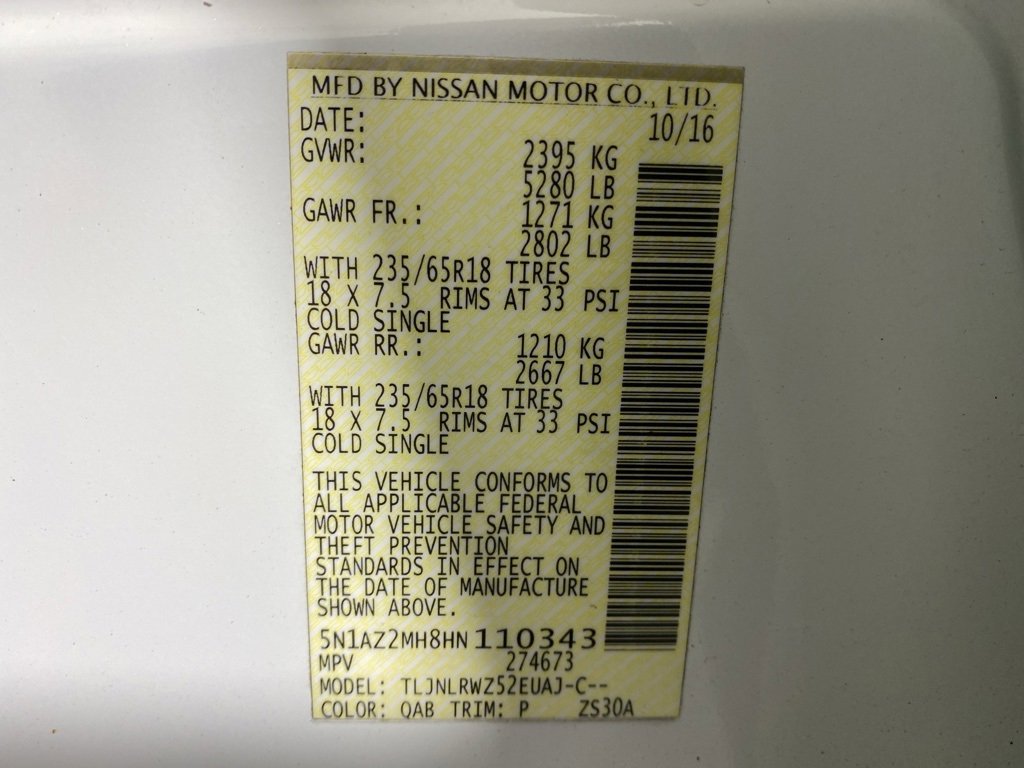 MFD BY NISSAN MOTOR CO., LTD.
DATE: 10/16
GVWR: 2395 KG
5280 LB
GAWR FR.: 1271 KG
2802 LB
WITH 235/65R18 TIRES
18 X 7.5 RIMS AT 33 PSI
COLD SINGLE
GAWR RR.: 1210 KG
2667 LB
WITH 235/65R18 TIRES
18 X 7.5 RIMS AT 33 PSI
COLD SINGLE
THIS VEHICLE CONFORMS TO
ALL APPLICABLE FEDERAL
MOTOR VEHICLE SAFETY AND
THEFT PREVENTION
STANDARDS IN EFFECT ON
THE DATE OF MANUFACTURE
SHOWN ABOVE.
5N1AZ2MH8HN110343
MPV 274673
MODEL: TLJNLRWZ52EUAJ-C--
COLOR: QAB TRIM: P ZS30A